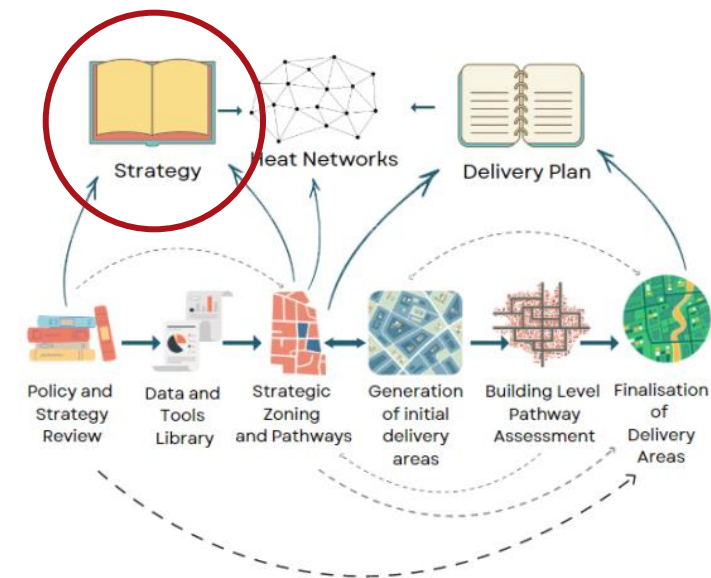 Strategy
Heat Networks
Delivery Plan
Policy and
Strategy
Review
Data and
Tools
Library
Strategic
Zoning
and Pathways
Generation
of initial
delivery
areas
Building Level
Pathway
Assessment
Finalisation
of
Delivery
Areas